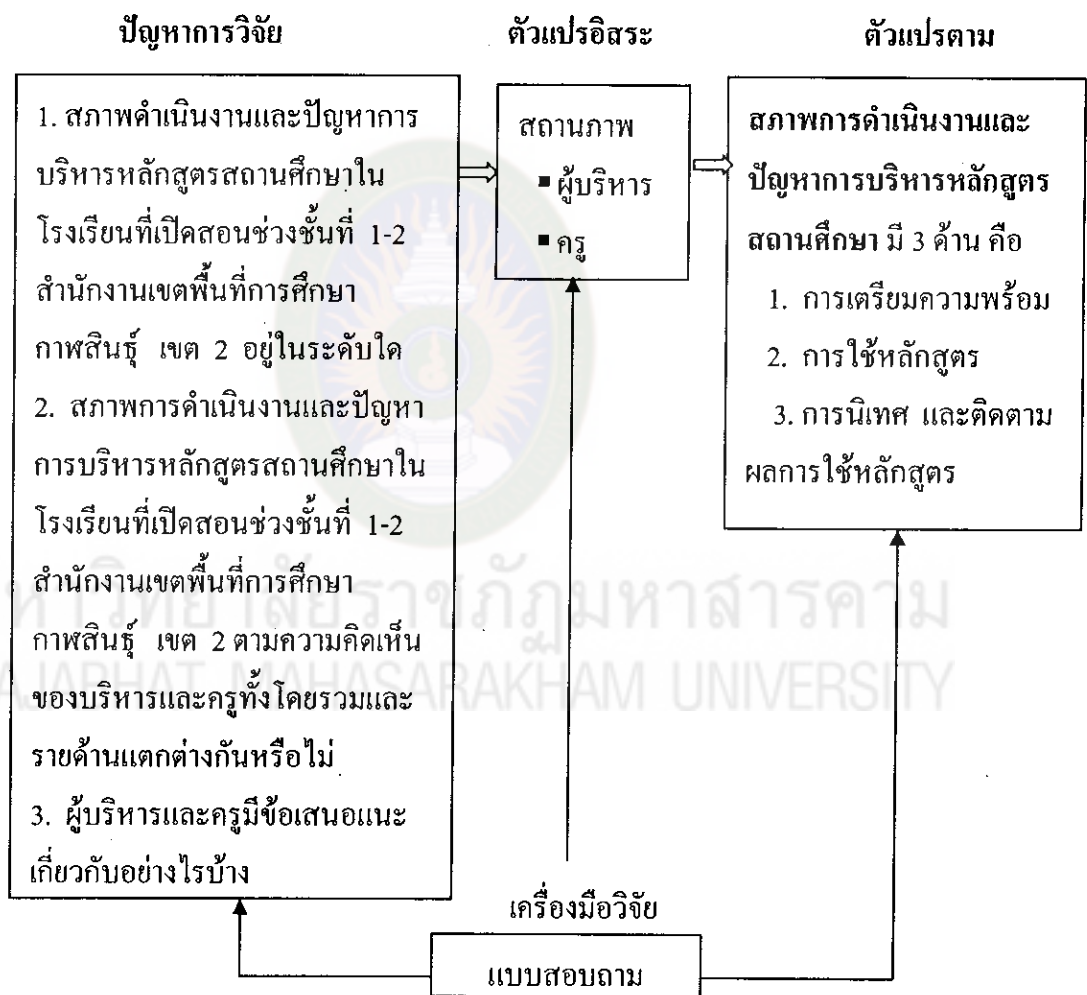 ปัญหาการวิจัย
ตัวแปรอิสระ
ตัวแปรตาม
1. สภาพดำเนินงานและปัญหาการ
บริหารหลักสูตรสถานศึกษาใน
โรงเรียนที่เปิดสอนช่วงชั้นที่ 1-2
สำนักงานเขตพื้นที่การศึกษา
กาฬสินธุ์ เขต 2 อยู่ในระดับใด
2. สภาพการดำเนินงานและปัญหา
การบริหารหลักสูตรสถานศึกษาใน
โรงเรียนที่เปิดสอนช่วงชั้นที่ 1-2
สำนักงานเขตพื้นที่การศึกษา
กาฬสินธุ์ เขต 2 ตามความคิดเห็น
ของบริหารและครูทั้งโดยรวมและ
รายด้านแตกต่างกันหรือไม่
3. ผู้บริหารและครูมีข้อเสนอแนะ
เกี่ยวกับอย่างไรบ้าง
สถานภาพ
▪ ผู้บริหาร
▪ ครู
สภาพการดำเนินงานและ
ปัญหาการบริหารหลักสูตร
สถานศึกษา มี 3 ด้าน คือ
1. การเตรียมความพร้อม
2. การใช้หลักสูตร
3. การนิเทศ และติดตาม
ผลการใช้หลักสูตร
เครื่องมือวิจัย
แบบสอบถาม
วิทยาลัยราชภัฏมหาสารคาม
MAHASARAKHAM UNIVERSITY